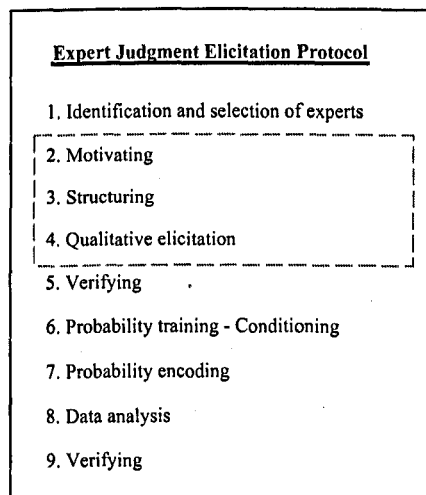 Expert Judgment Elicitation Protocol
1. Identification and selection of experts
2. Motivating
3. Structuring
4. Qualitative elicitation
5. Verifying
6. Probability training - Conditioning
7. Probability encoding
8. Data analysis
9. Verifying